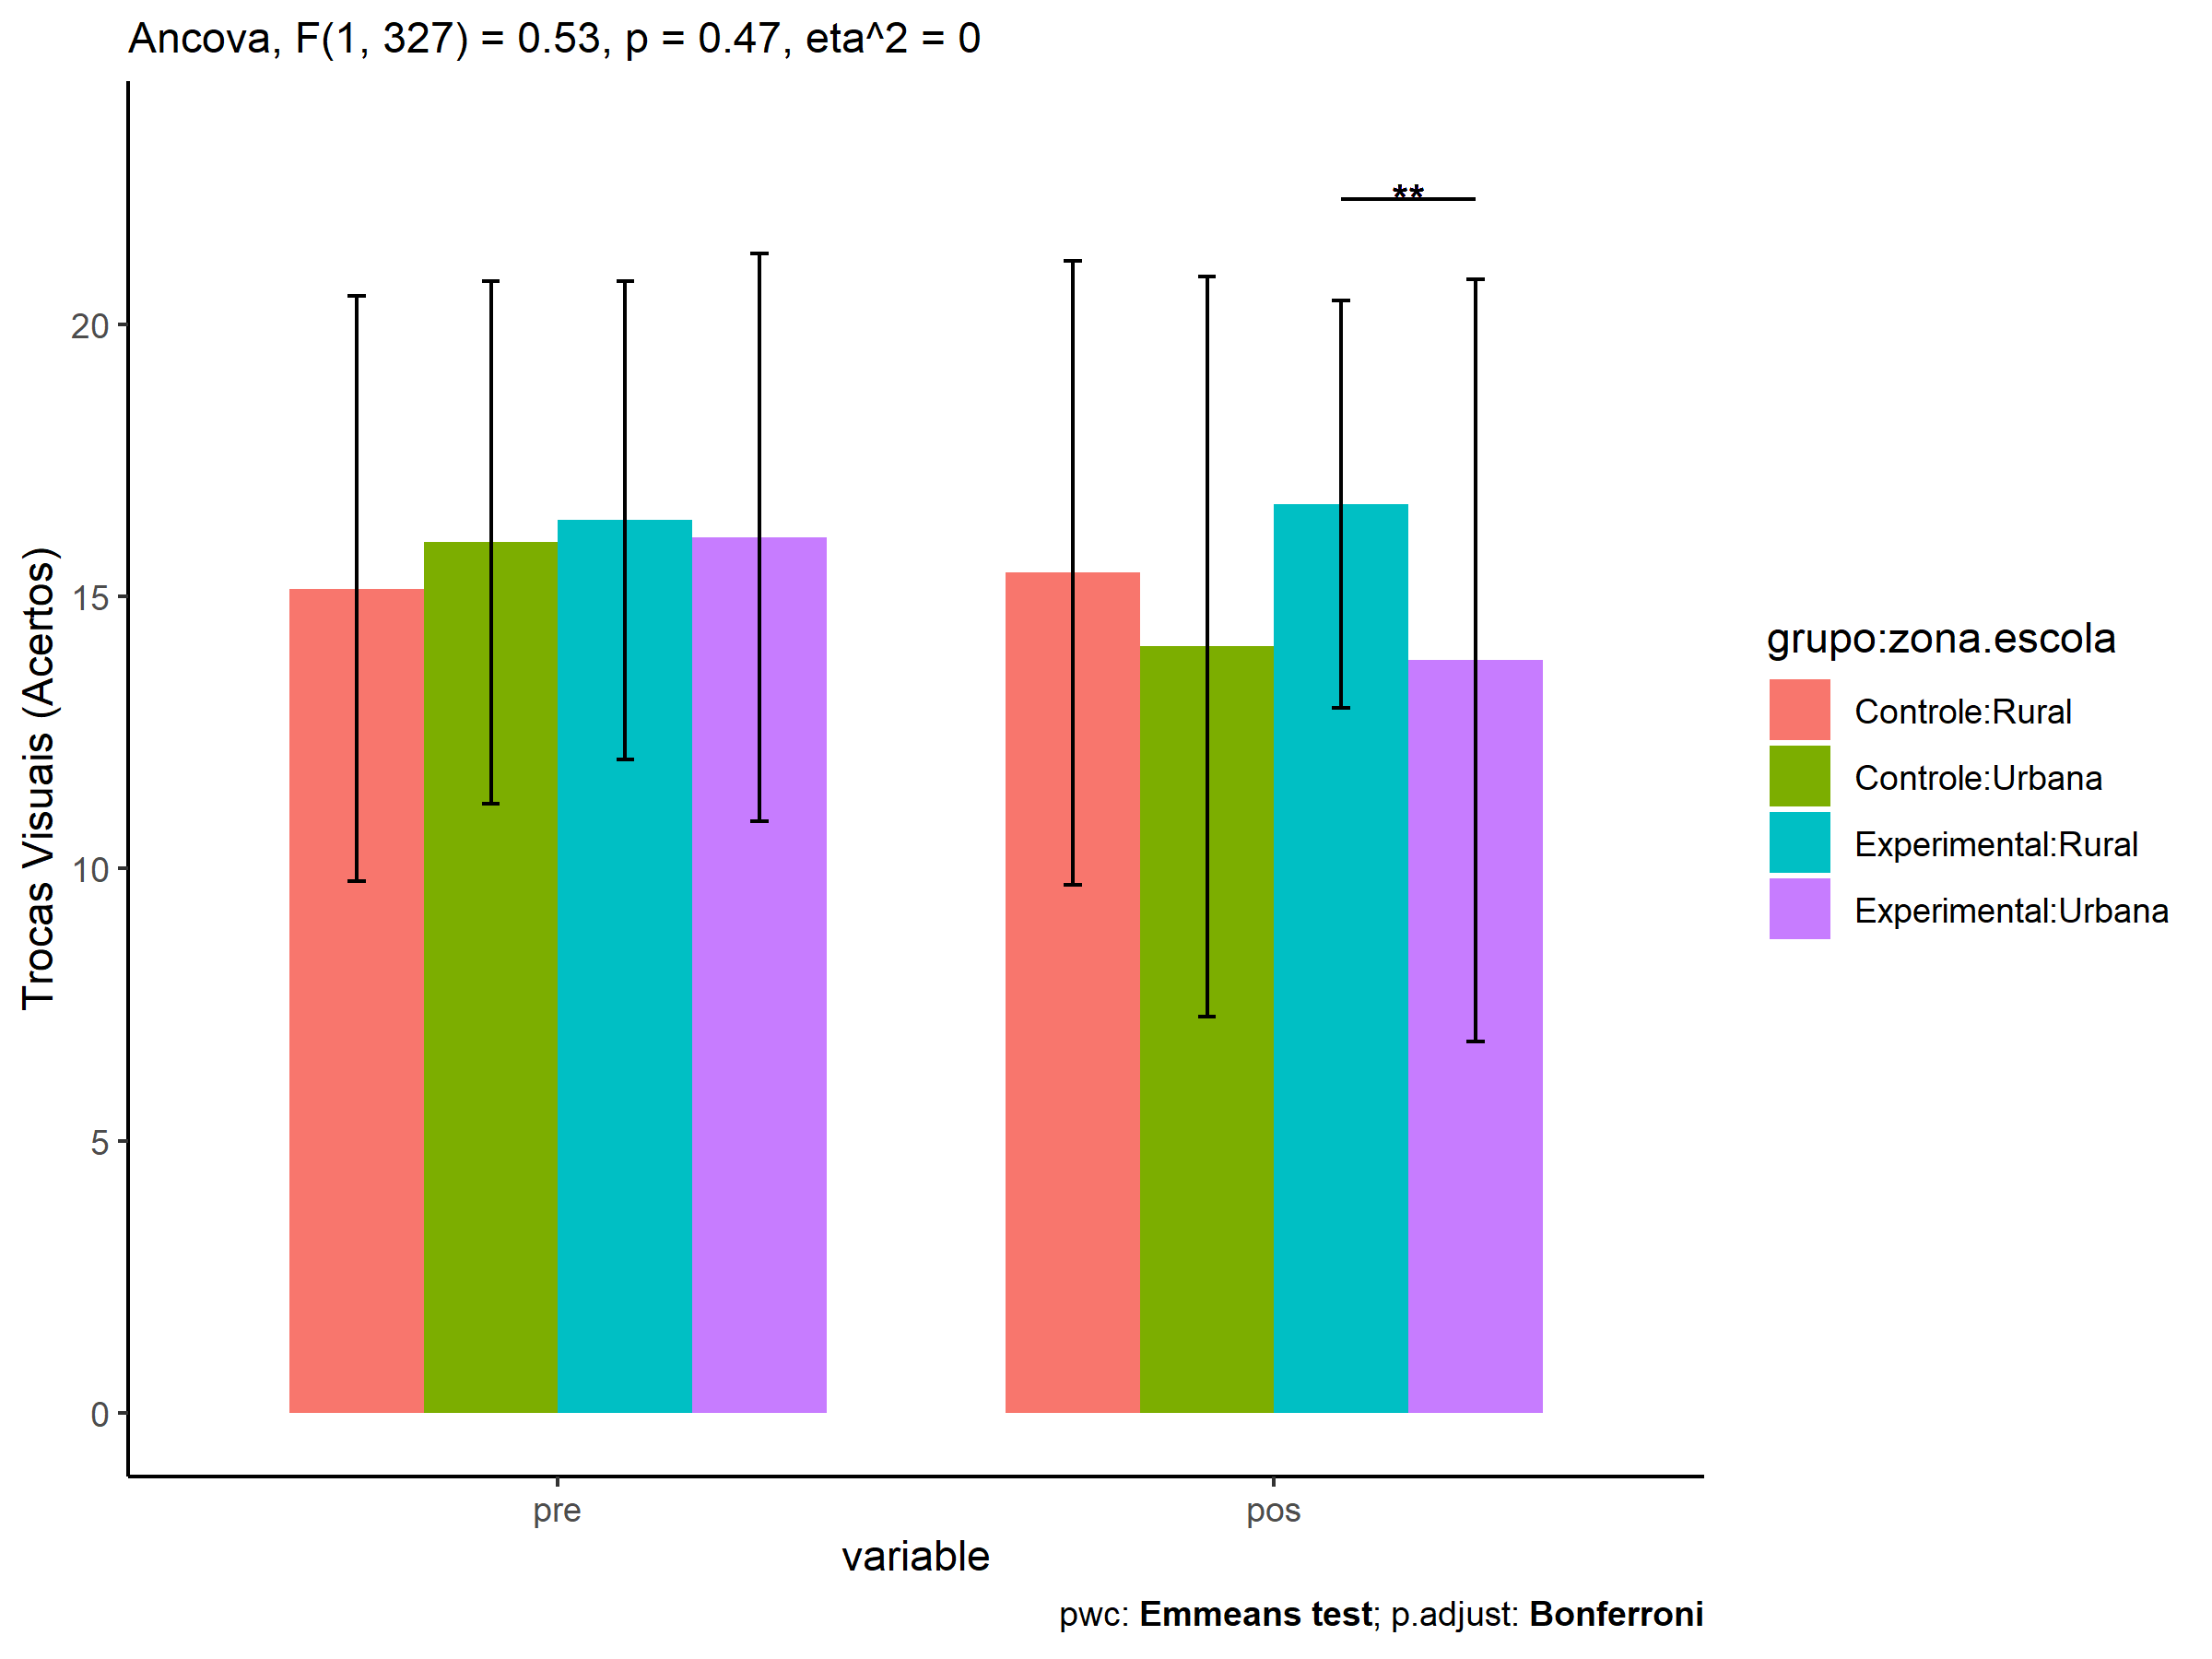 Ancova, F(1, 327) = 0.53, p = 0.47, eta^2 = 0
**
Trocas Visuais (Acertos)
20
15
10
5
0
pre
pos
variable
grupo:zona.escola
Controle:Rural
Controle:Urbana
Experimental:Rural
Experimental:Urbana
pwc: Emmeans test; p.adjust: Bonferroni